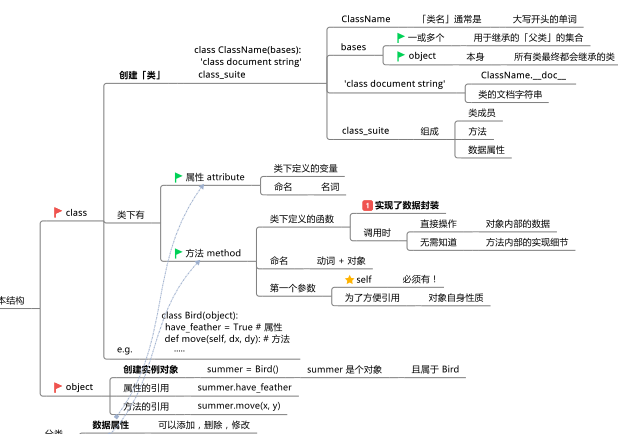 ClassName 「类名」通常是 大写开头的单词
bases
一或多个 用于继承的「父类」的集合
object 本身 所有类最终都会继承的类
class ClassName(bases):
'class document string'
class_suite
创建「类」
'class document string'
ClassName.__doc__
类的文档字符串
class_suite 组成
类成员
方法
数据属性
class
类下有
属性 attribute
类下定义的变量
命名 名词
方法 method
类下定义的函数
1 实现了数据封装
调用时
直接操作 对象内部的数据
无需知道 方法内部的实现细节
命名 动词 + 对象
第一个参数
self 必须有！
为了方便引用 对象自身性质
本结构
e.g.
class Bird(object):
have_feather = True # 属性
def move(self, dx, dy): # 方法
.....
object
创建实例对象 summer = Bird() summer 是个对象 且属于 Bird
属性的引用 summer.have_feather
方法的引用 summer.move(x, y)
数据属性 可以添加，删除，修改